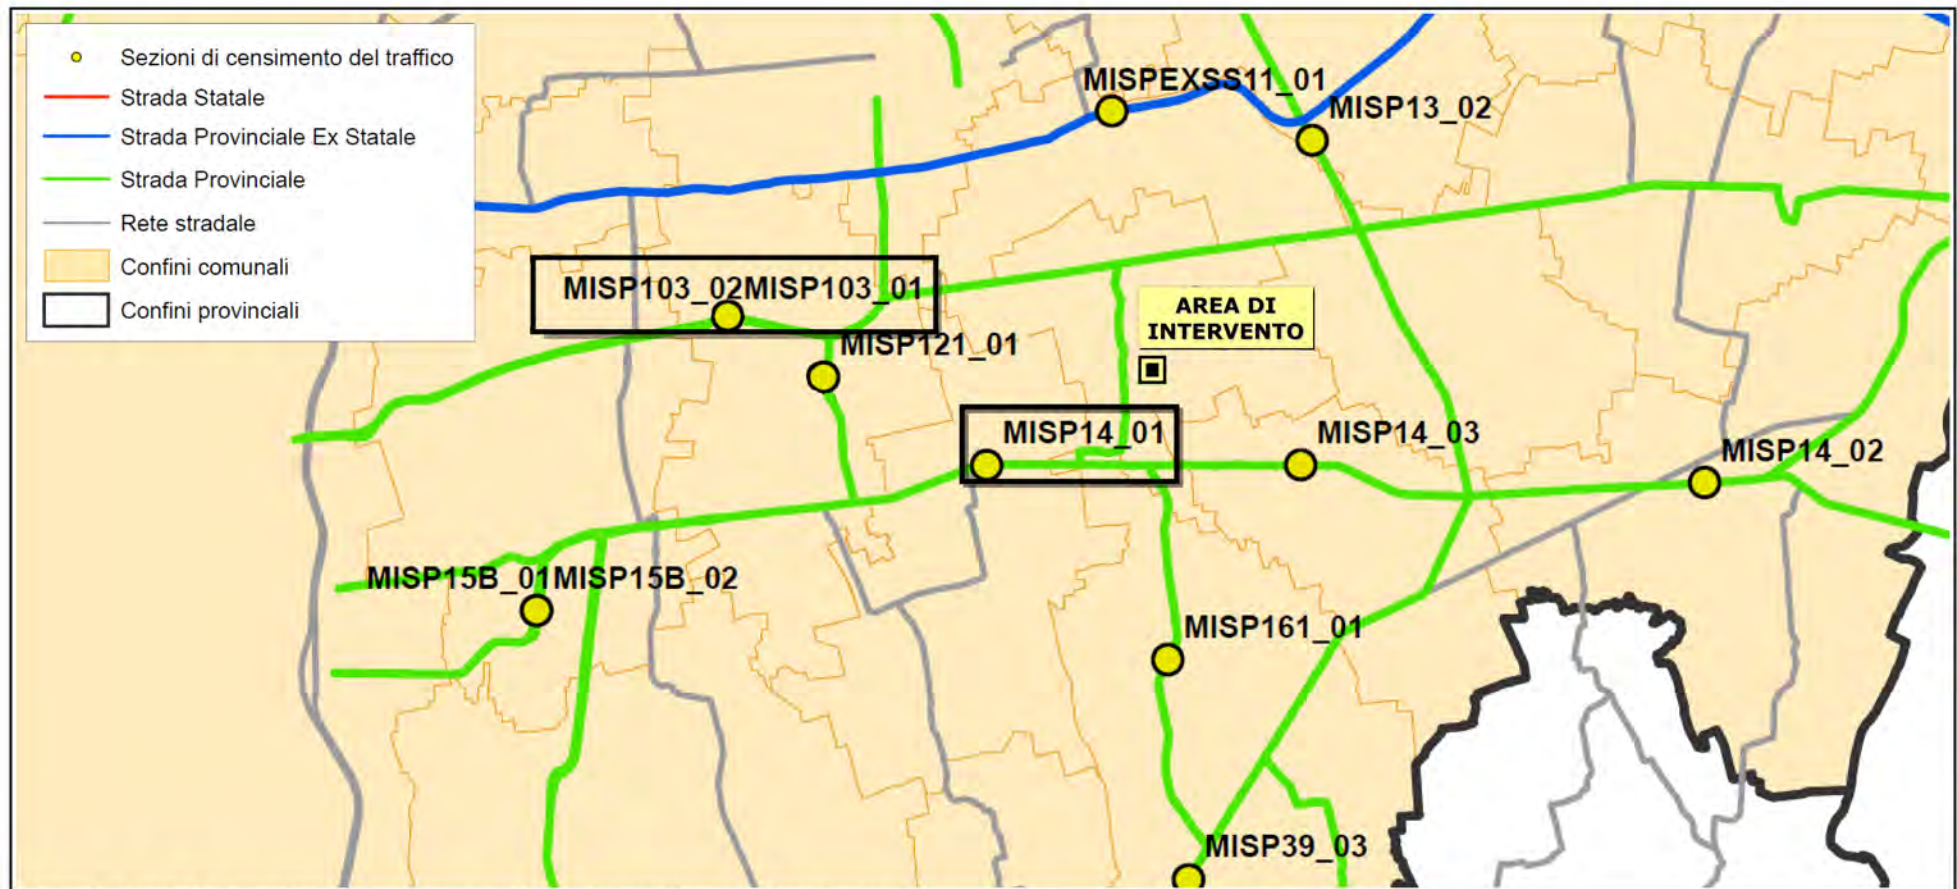 Sezioni di censimento del traffico
Strada Statale
Strada Provinciale Ex Statale
Strada Provinciale
Rete stradale
Confini comunali
Confini provinciali
MISPEXSS11_01
MISP13_02
MISP103_02MISP103_01
AREA DI
INTERVENTO
MISP121_01
MISP14_01
MISP14_03
MISP14_02
MISP15B_01MISP15B_02
MISP161_01
MISP39_03